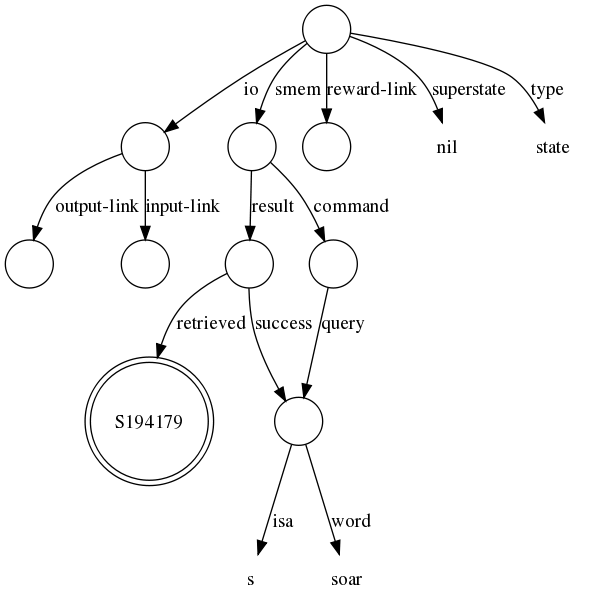 io smem reward-link superstate type
nil state
output-link input-link result command
retrieved success query
S194179
isa word
s soar